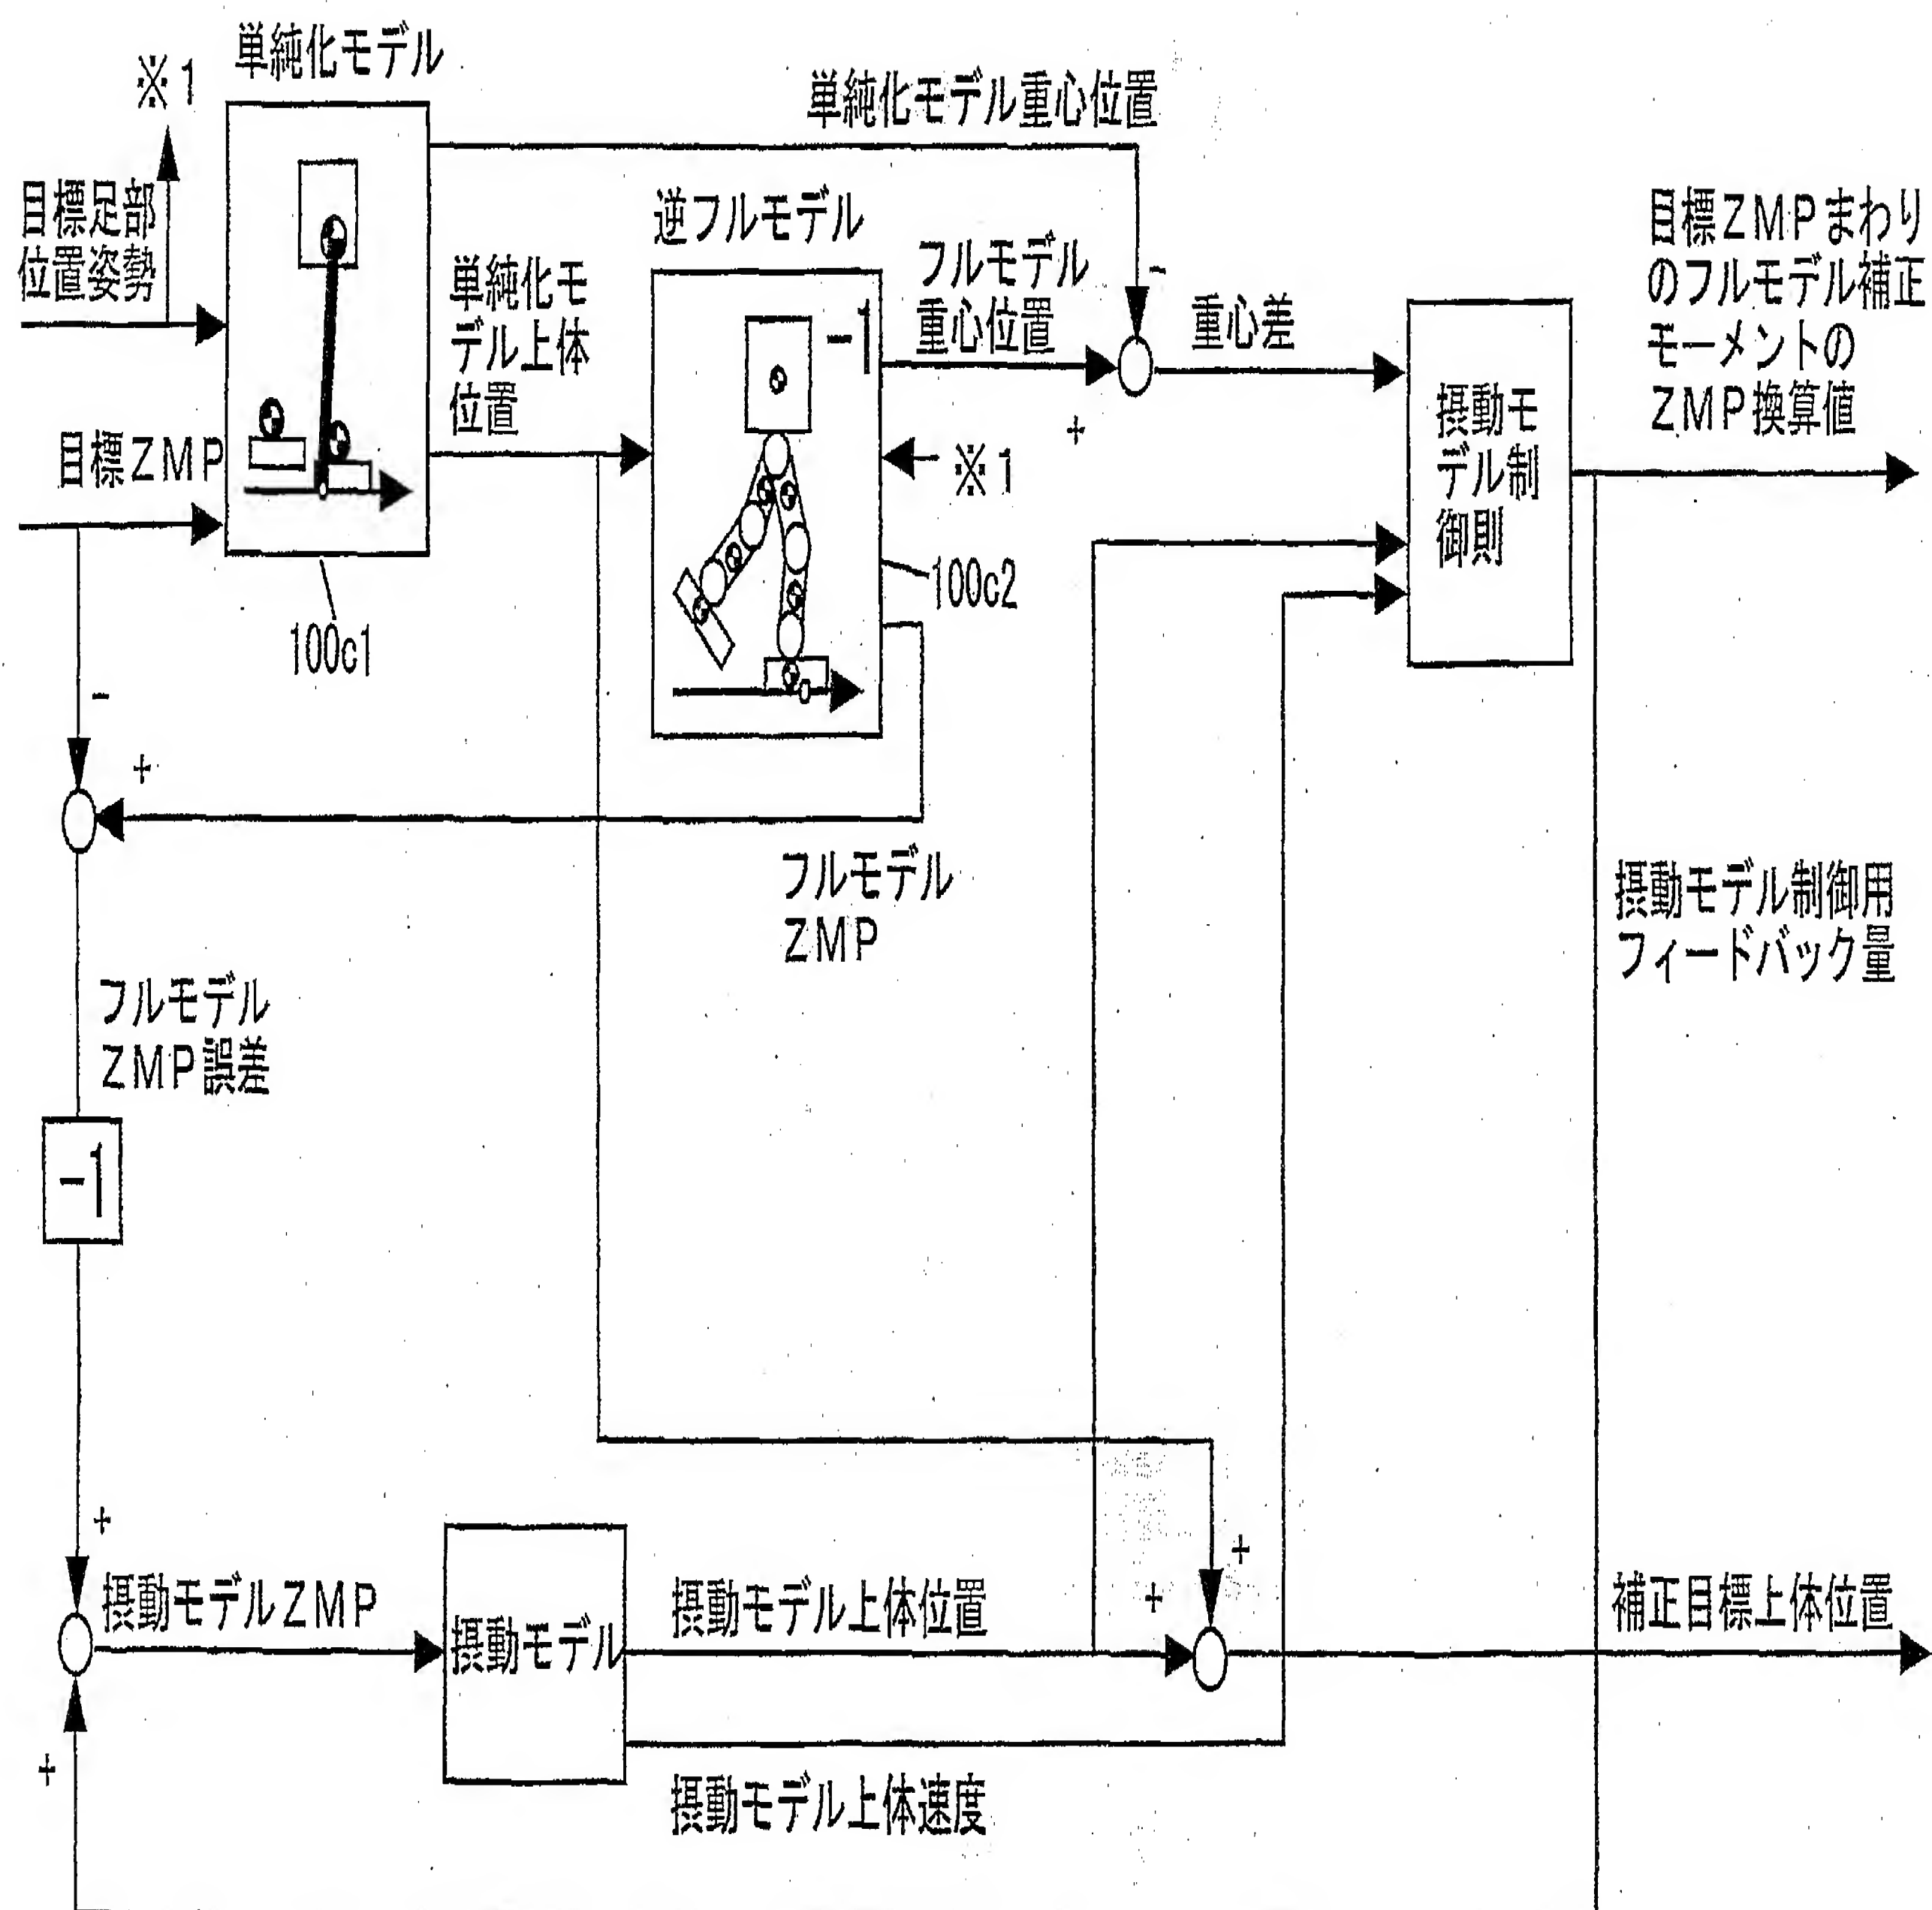 単純化モデル
※1
単純化モデル重心位置
目標足部
位置姿勢
逆フルモデル
目標ZMPまわり
のフルモデル補正
モーメントの
ZMP換算値
単純化モ
デル上体
位置
フルモデル
重心位置
-
重心差
-1
+
摂動モ
デル制
御則
目標ZMP
※1
100c2
100c1
-
+
フルモデル
ZMP
摂動モデル制御用
フィードバック量
フルモデル
ZMP誤差
-1
+
+
+
摂動モデルZMP
摂動モデル
摂動モデル上体位置
補正目標上体位置
+
摂動モデル上体速度